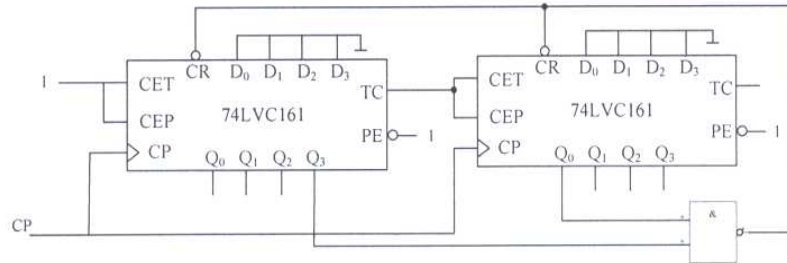 CR D₀ D₁ D₂ D₃
CR D₀ D₁ D₂ D₃
1 CET TC
CET TC
74LVC161
74LVC161
CEP PE 1
CEP PE 1
CP Q₀ Q₁ Q₂ Q₃
CP Q₀ Q₁ Q₂ Q₃
CP
&